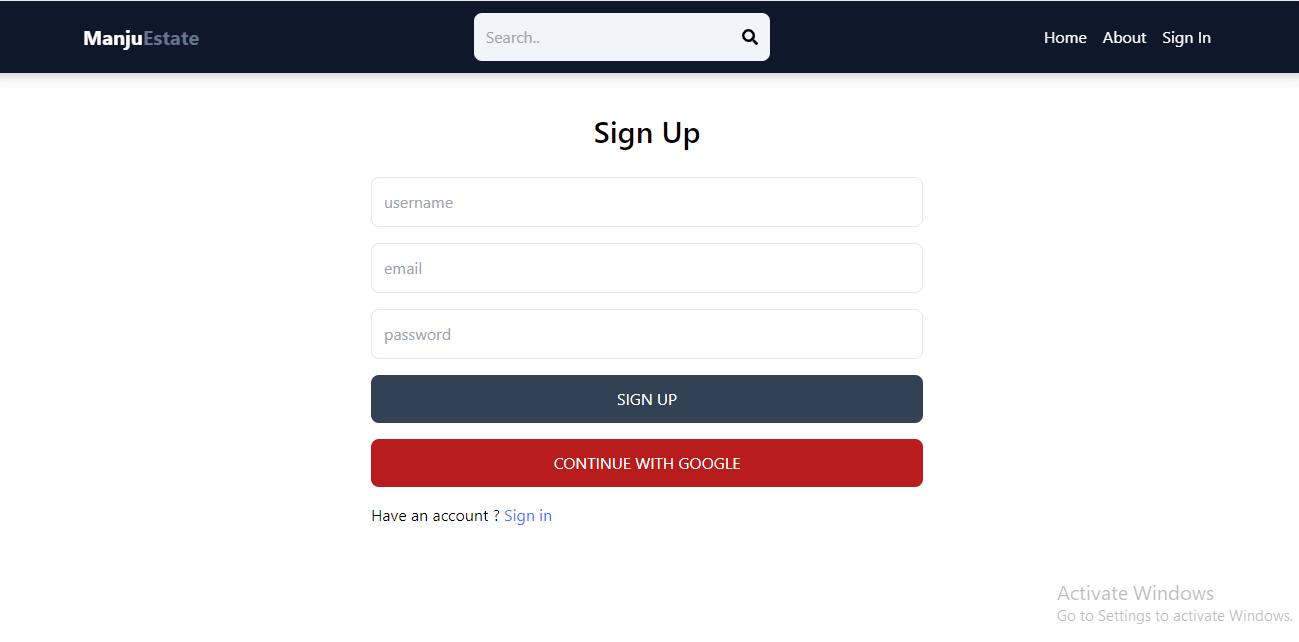 ManjuEstate
Search..
Home About Sign In
Sign Up
username
email
password
SIGN UP
CONTINUE WITH GOOGLE
Have an account ? Sign in
Activate Windows
Go to Settings to activate Windows.